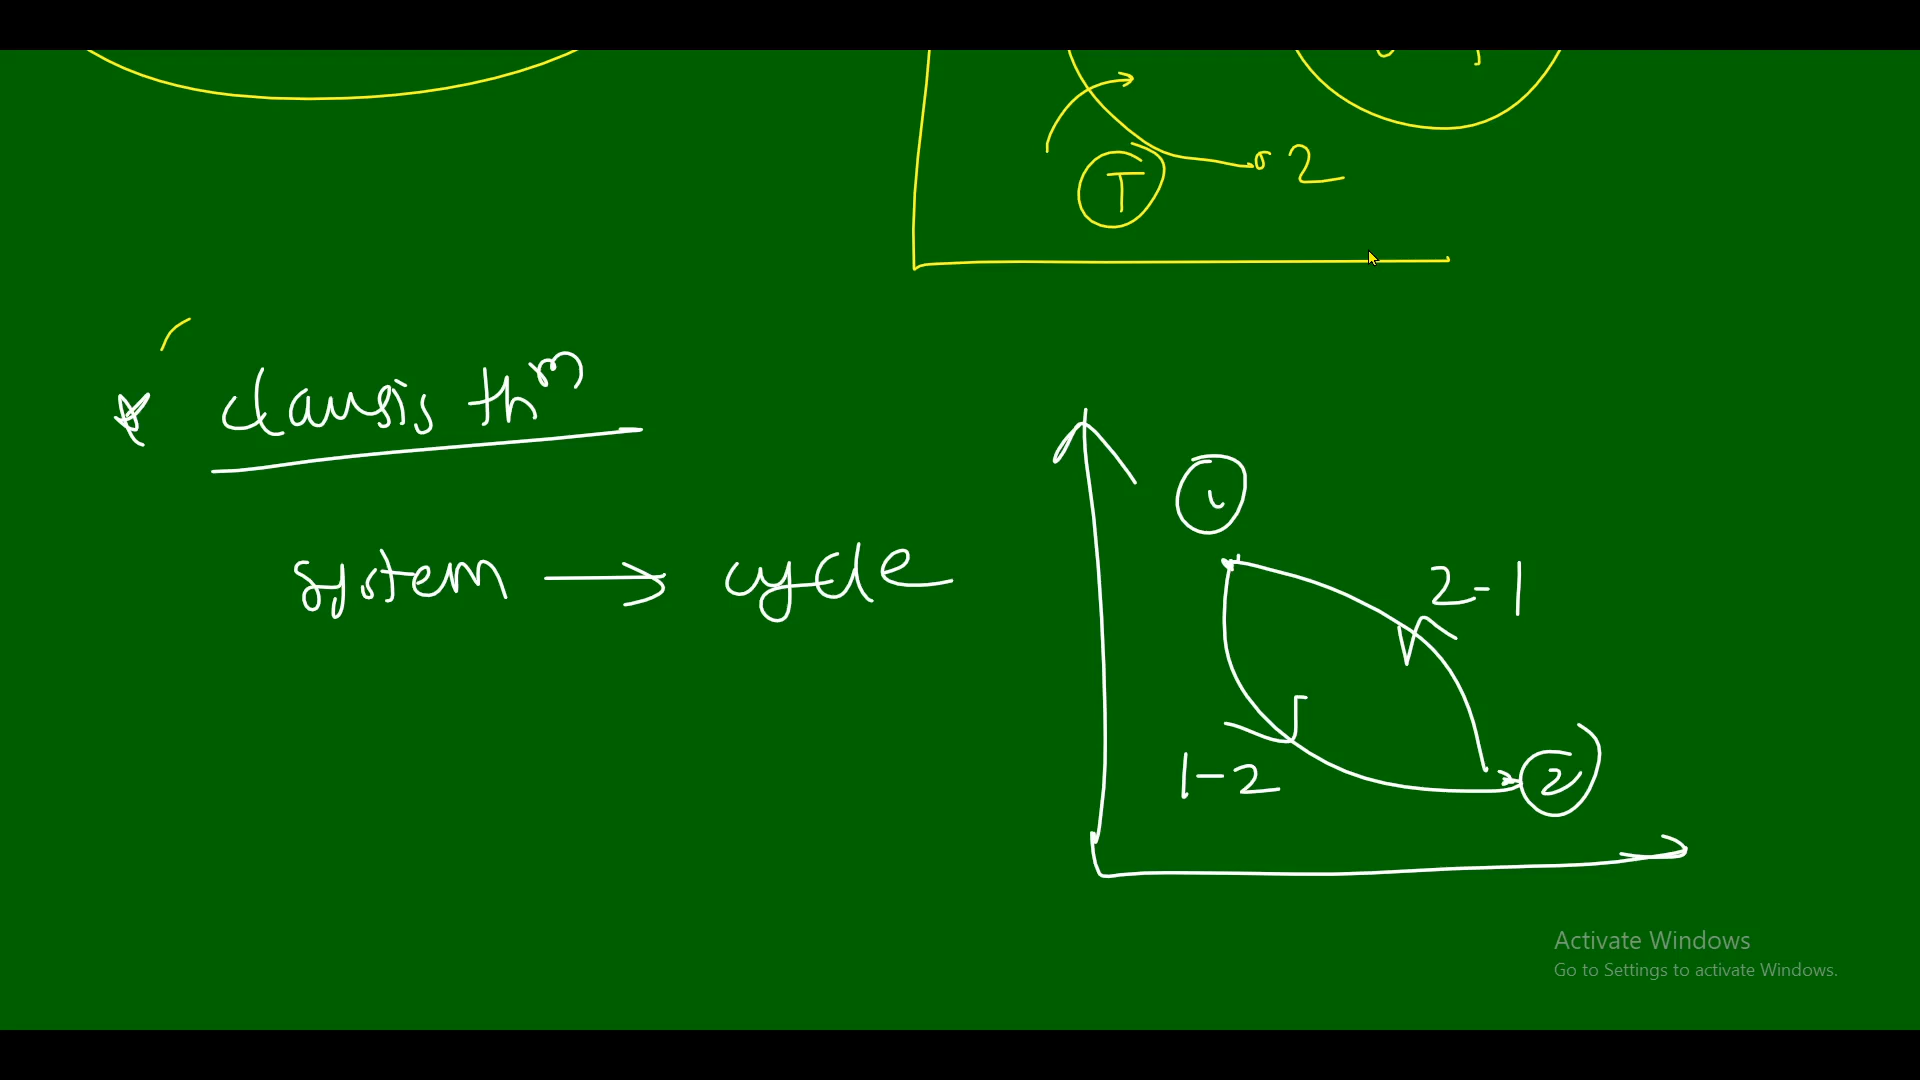 T
2
clausis thm
1
system → cycle
2-1
1-2
2
Activate Windows
Go to Settings to activate Windows.